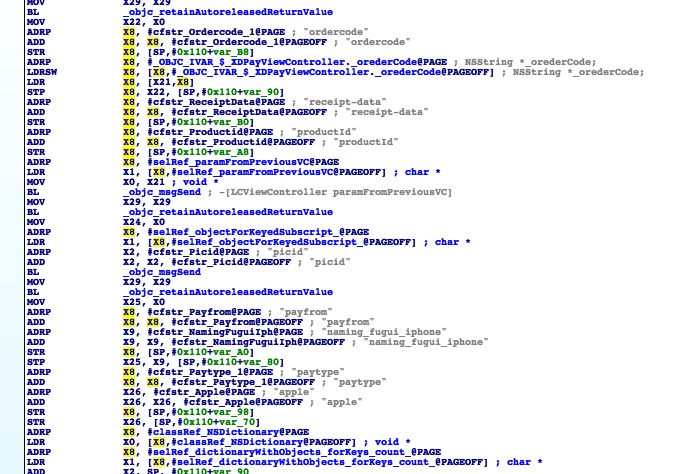 MOV X29, X29
BL _objc_retainAutoreleasedReturnValue
MOV X22, X0
ADRP X8, #cfstr_Ordercode_1@PAGE ; "ordercode"
ADD X8, X8, #cfstr_Ordercode_1@PAGEOFF ; "ordercode"
STR X8, [SP,#0x110+var_B8]
ADRP X8, #_OBJC_IVAR_$_XDPayViewController._orederCode@PAGE ; NSString *_orederCode;
LDRSW X8, [X8,#_OBJC_IVAR_$_XDPayViewController._orederCode@PAGEOFF] ; NSString *_orederCode;
LDR X8, [X21,X8]
STP X8, X22, [SP,#0x110+var_90]
ADRP X8, #cfstr_ReceiptData@PAGE ; "receipt-data"
ADD X8, X8, #cfstr_ReceiptData@PAGEOFF ; "receipt-data"
STR X8, [SP,#0x110+var_B0]
ADRP X8, #cfstr_Productid@PAGE ; "productId"
ADD X8, X8, #cfstr_Productid@PAGEOFF ; "productId"
STR X8, [SP,#0x110+var_A8]
ADRP X8, #selRef_paramFromPreviousVC@PAGE
LDR X1, [X8,#selRef_paramFromPreviousVC@PAGEOFF] ; char *
MOV X0, X21 ; void *
BL _objc_msgSend ; -[LCViewController paramFromPreviousVC]
MOV X29, X29
BL _objc_retainAutoreleasedReturnValue
MOV X24, X0
ADRP X8, #selRef_objectForKeyedSubscript_@PAGE
LDR X1, [X8,#selRef_objectForKeyedSubscript_@PAGEOFF] ; char *
ADRP X2, #cfstr_Picid@PAGE ; "picid"
ADD X2, X2, #cfstr_Picid@PAGEOFF ; "picid"
BL _objc_msgSend
MOV X29, X29
BL _objc_retainAutoreleasedReturnValue
MOV X25, X0
ADRP X8, #cfstr_Payfrom@PAGE ; "payfrom"
ADD X8, X8, #cfstr_Payfrom@PAGEOFF ; "payfrom"
ADRP X9, #cfstr_NamingFuguiIph@PAGE ; "naming_fugui_iphone"
ADD X9, X9, #cfstr_NamingFuguiIph@PAGEOFF ; "naming_fugui_iphone"
STR X8, [SP,#0x110+var_A0]
STP X25, X9, [SP,#0x110+var_80]
ADRP X8, #cfstr_Paytype_1@PAGE ; "paytype"
ADD X8, X8, #cfstr_Paytype_1@PAGEOFF ; "paytype"
ADRP X26, #cfstr_Apple@PAGE ; "apple"
ADD X26, X26, #cfstr_Apple@PAGEOFF ; "apple"
STR X8, [SP,#0x110+var_98]
STR X26, [SP,#0x110+var_70]
ADRP X8, #classRef_NSDictionary@PAGE
LDR X0, [X8,#classRef_NSDictionary@PAGEOFF] ; void *
ADRP X8, #selRef_dictionaryWithObjects_forKeys_count_@PAGE
LDR X1, [X8,#selRef_dictionaryWithObjects_forKeys_count_@PAGEOFF] ; char *
ADD X2, SP, #0x110+var_90